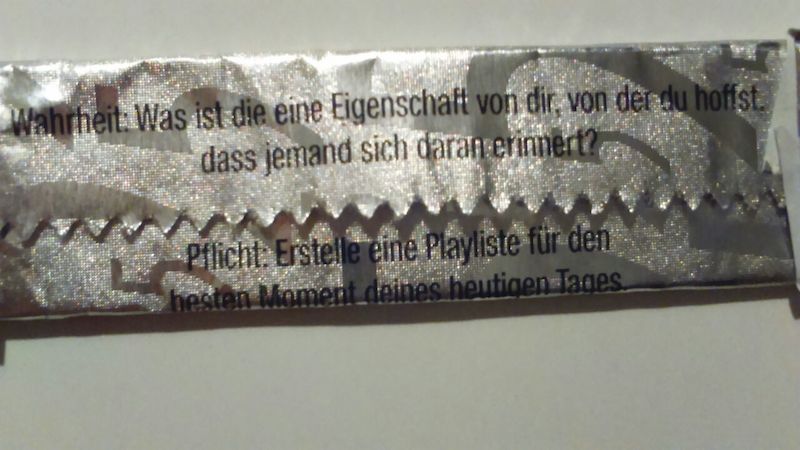 Wahrheit: Was ist die eine Eigenschaft von dir, von der du hoffst.
dass jemand sich daran erinnert?
Pflicht: Erstelle eine Playliste für den
besten Moment deines heutigen Tages.